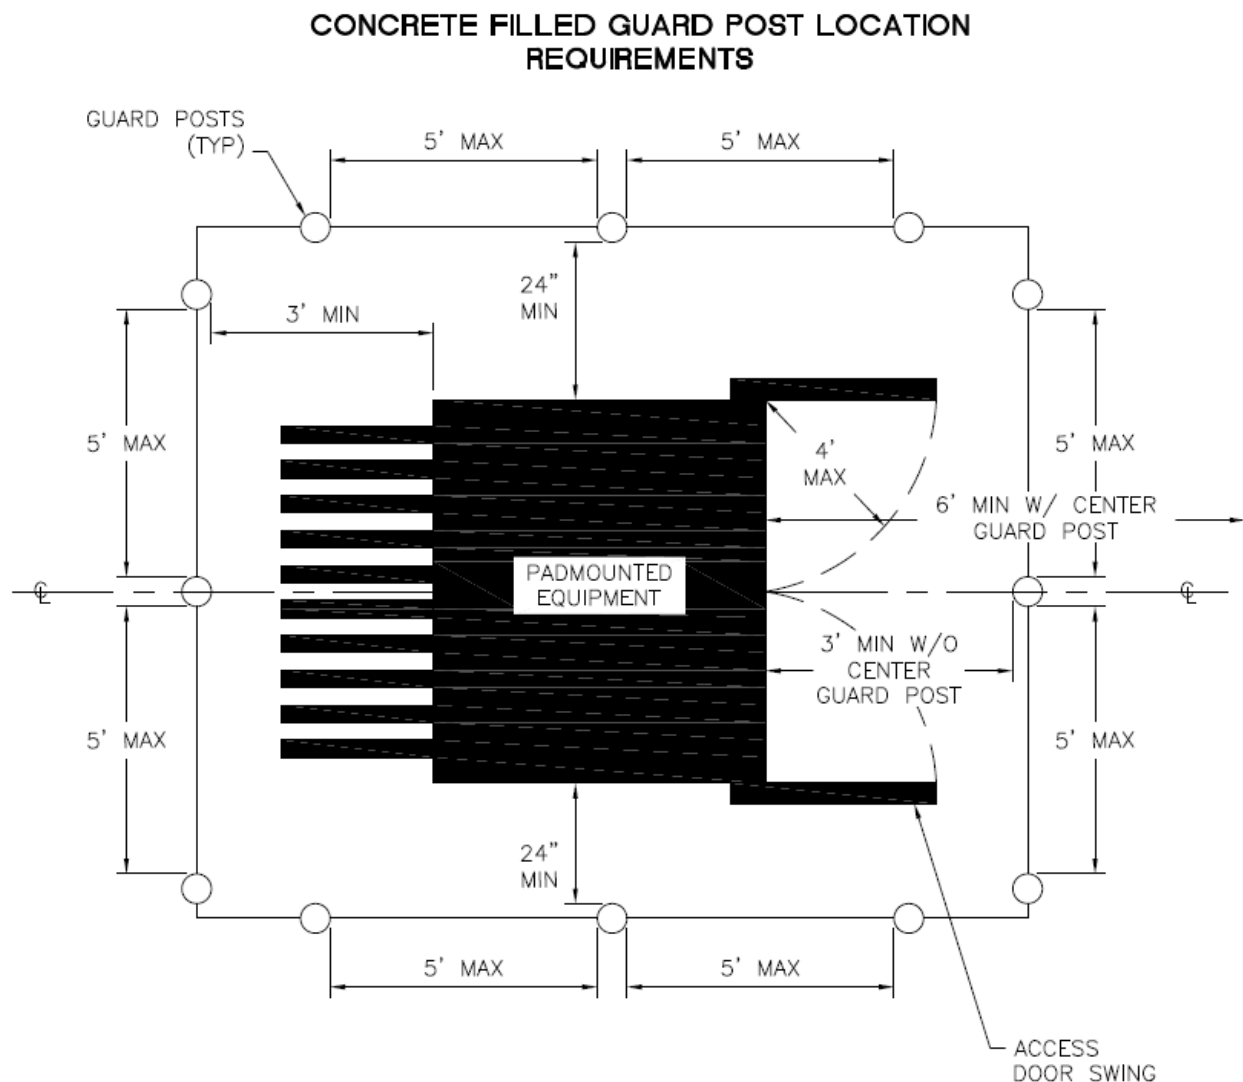 CONCRETE FILLED GUARD POST LOCATION
REQUIREMENTS
GUARD POSTS
(TYP)
5' MAX
5' MAX
24"
MIN
3' MIN
5' MAX
5' MAX
4'
MAX
6' MIN W/ CENTER
GUARD POST
PADMOUNTED
EQUIPMENT
℄
℄
3' MIN W/O
CENTER
GUARD POST
5' MAX
5' MAX
24"
MIN
5' MAX
5' MAX
ACCESS
DOOR SWING